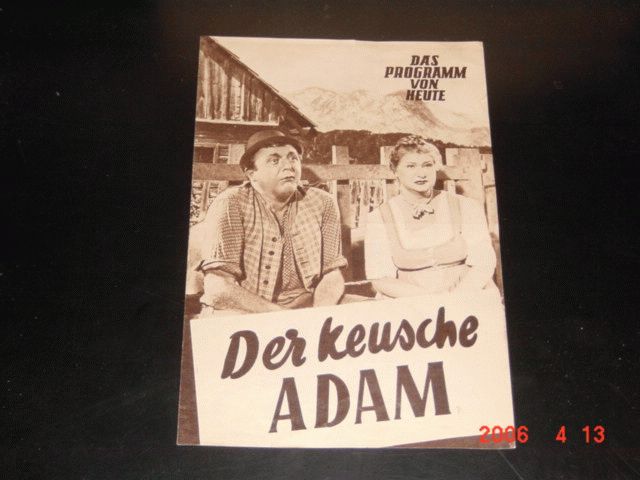 DAS
PROGRAMM
VON
HEUTE
Der keusche
ADAM
2006 4 13